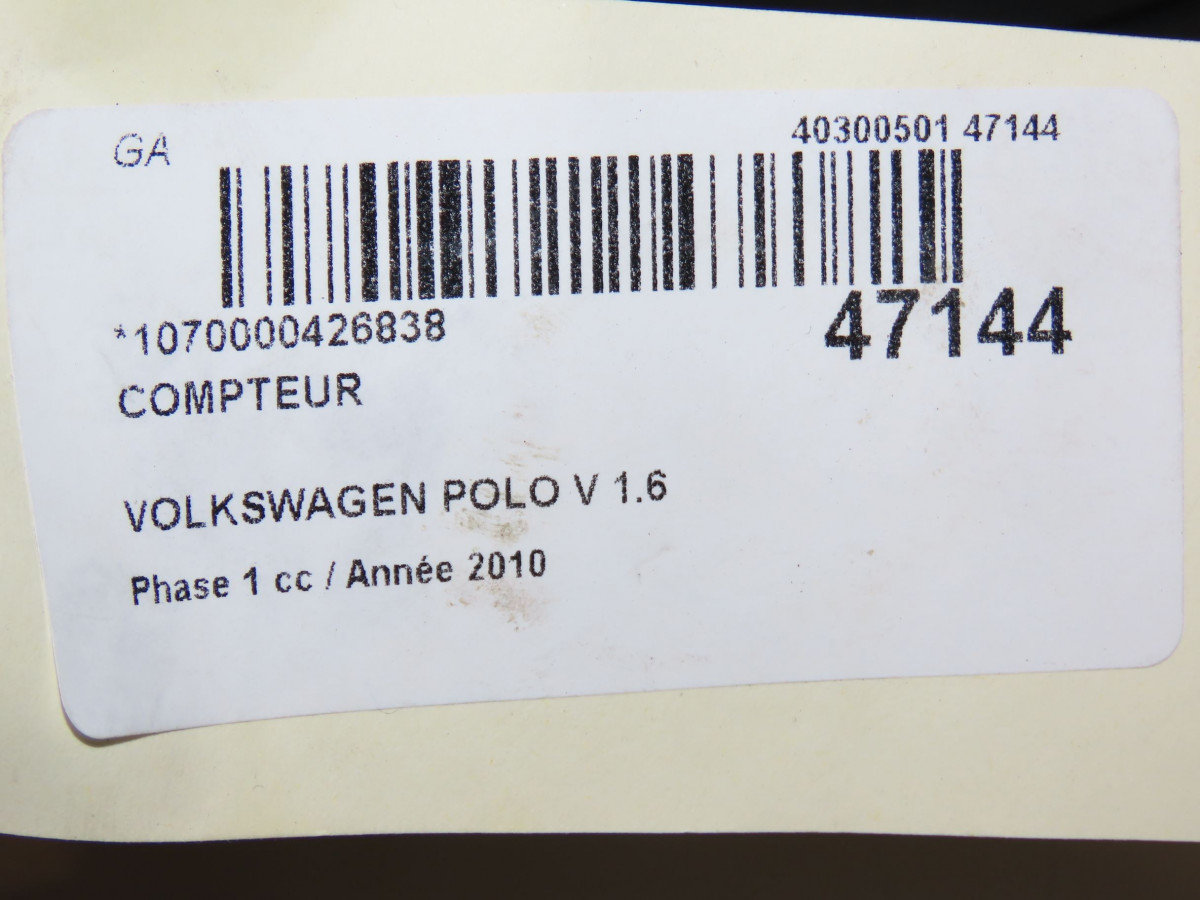 GA
40300501 47144
*1070000426838
47144
COMPTEUR
VOLKSWAGEN POLO V 1.6
Phase 1 cc / Année 2010